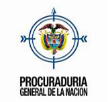 PROCURADURIA
GENERAL DE LA NACION